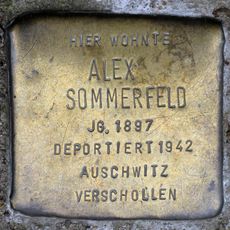 HIER WOHNTE
ALEX
SOMMERFELD
JG. 1897
DEPORTIERT 1942
AUSCHWITZ
VERSCHOLLEN